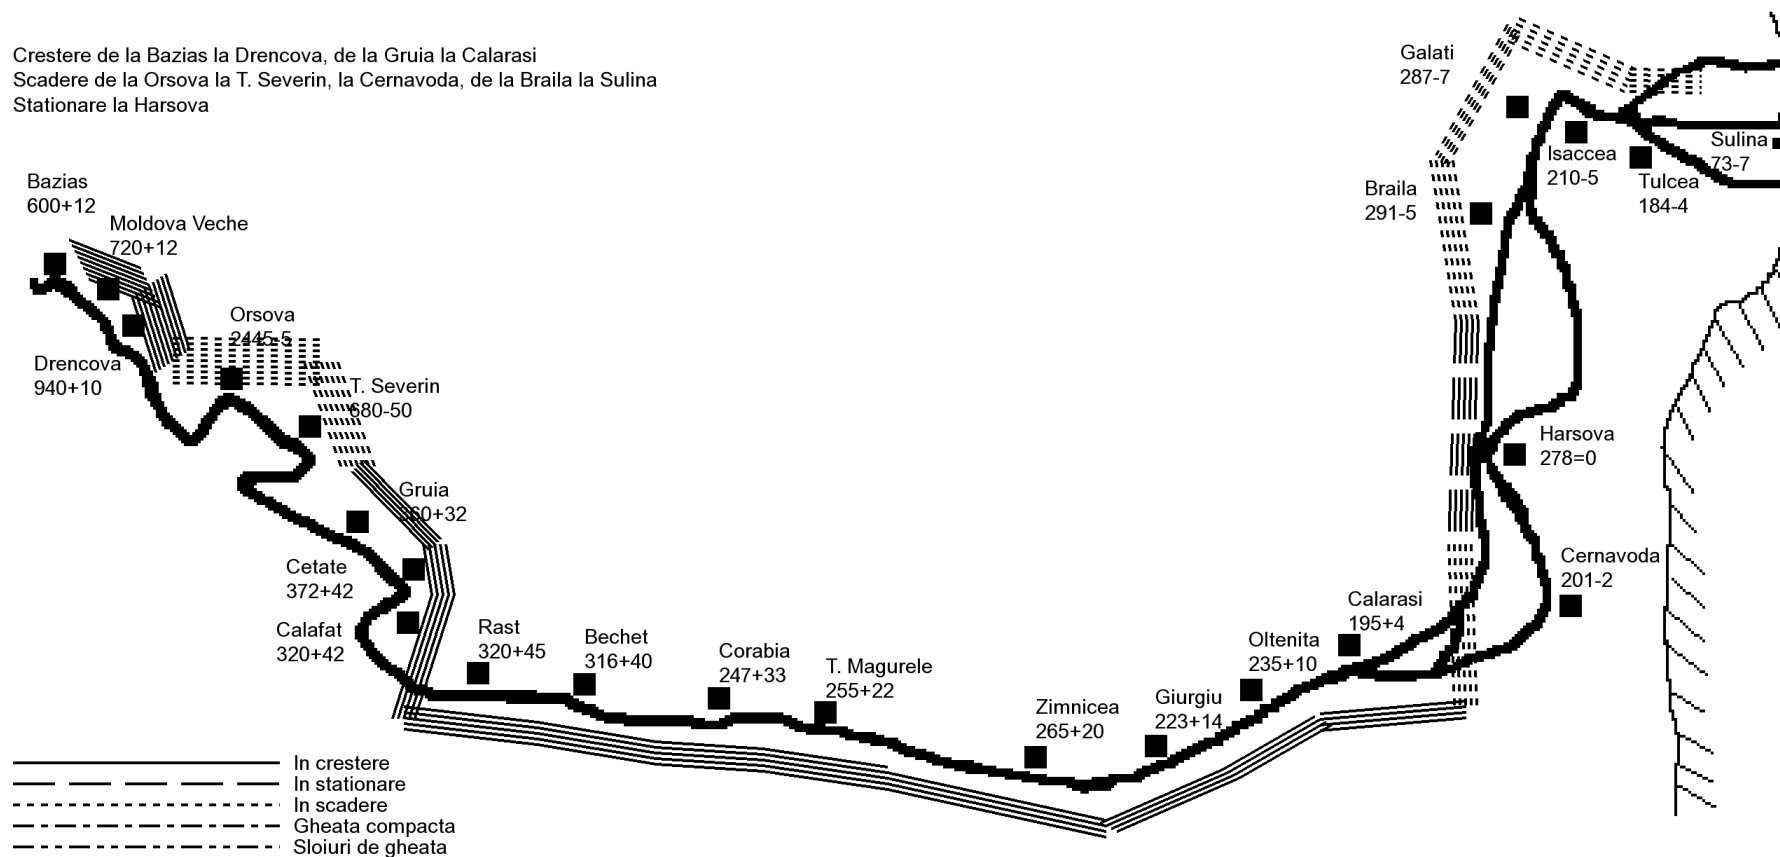 Crestere de la Bazias la Drencova, de la Gruia la Calarasi
Scadere de la Orsova la T. Severin, la Cernavoda, de la Braila la Sulina
Stationare la Harsova
Bazias
600+12
Moldova Veche
720+12
Drencova
940+10
Orsova
2445-5
T. Severin
680-50
Gruia
Cetate
372+42
Calafat
320+42
Rast
320+45
Bechet
316+40
Corabia
247+33
T. Magurele
255+22
Zimnicea
265+20
Giurgiu
223+14
Oltenita
235+10
Calarasi
195+4
Cernavoda
201-2
Harsova
278=0
Braila
291-5
Galati
287-7
Isaccea
210-5
Tulcea
184-4
Sulina
73-7
In crestere
In stationare
In scadere
Gheata compacta
Sloiuri de gheata